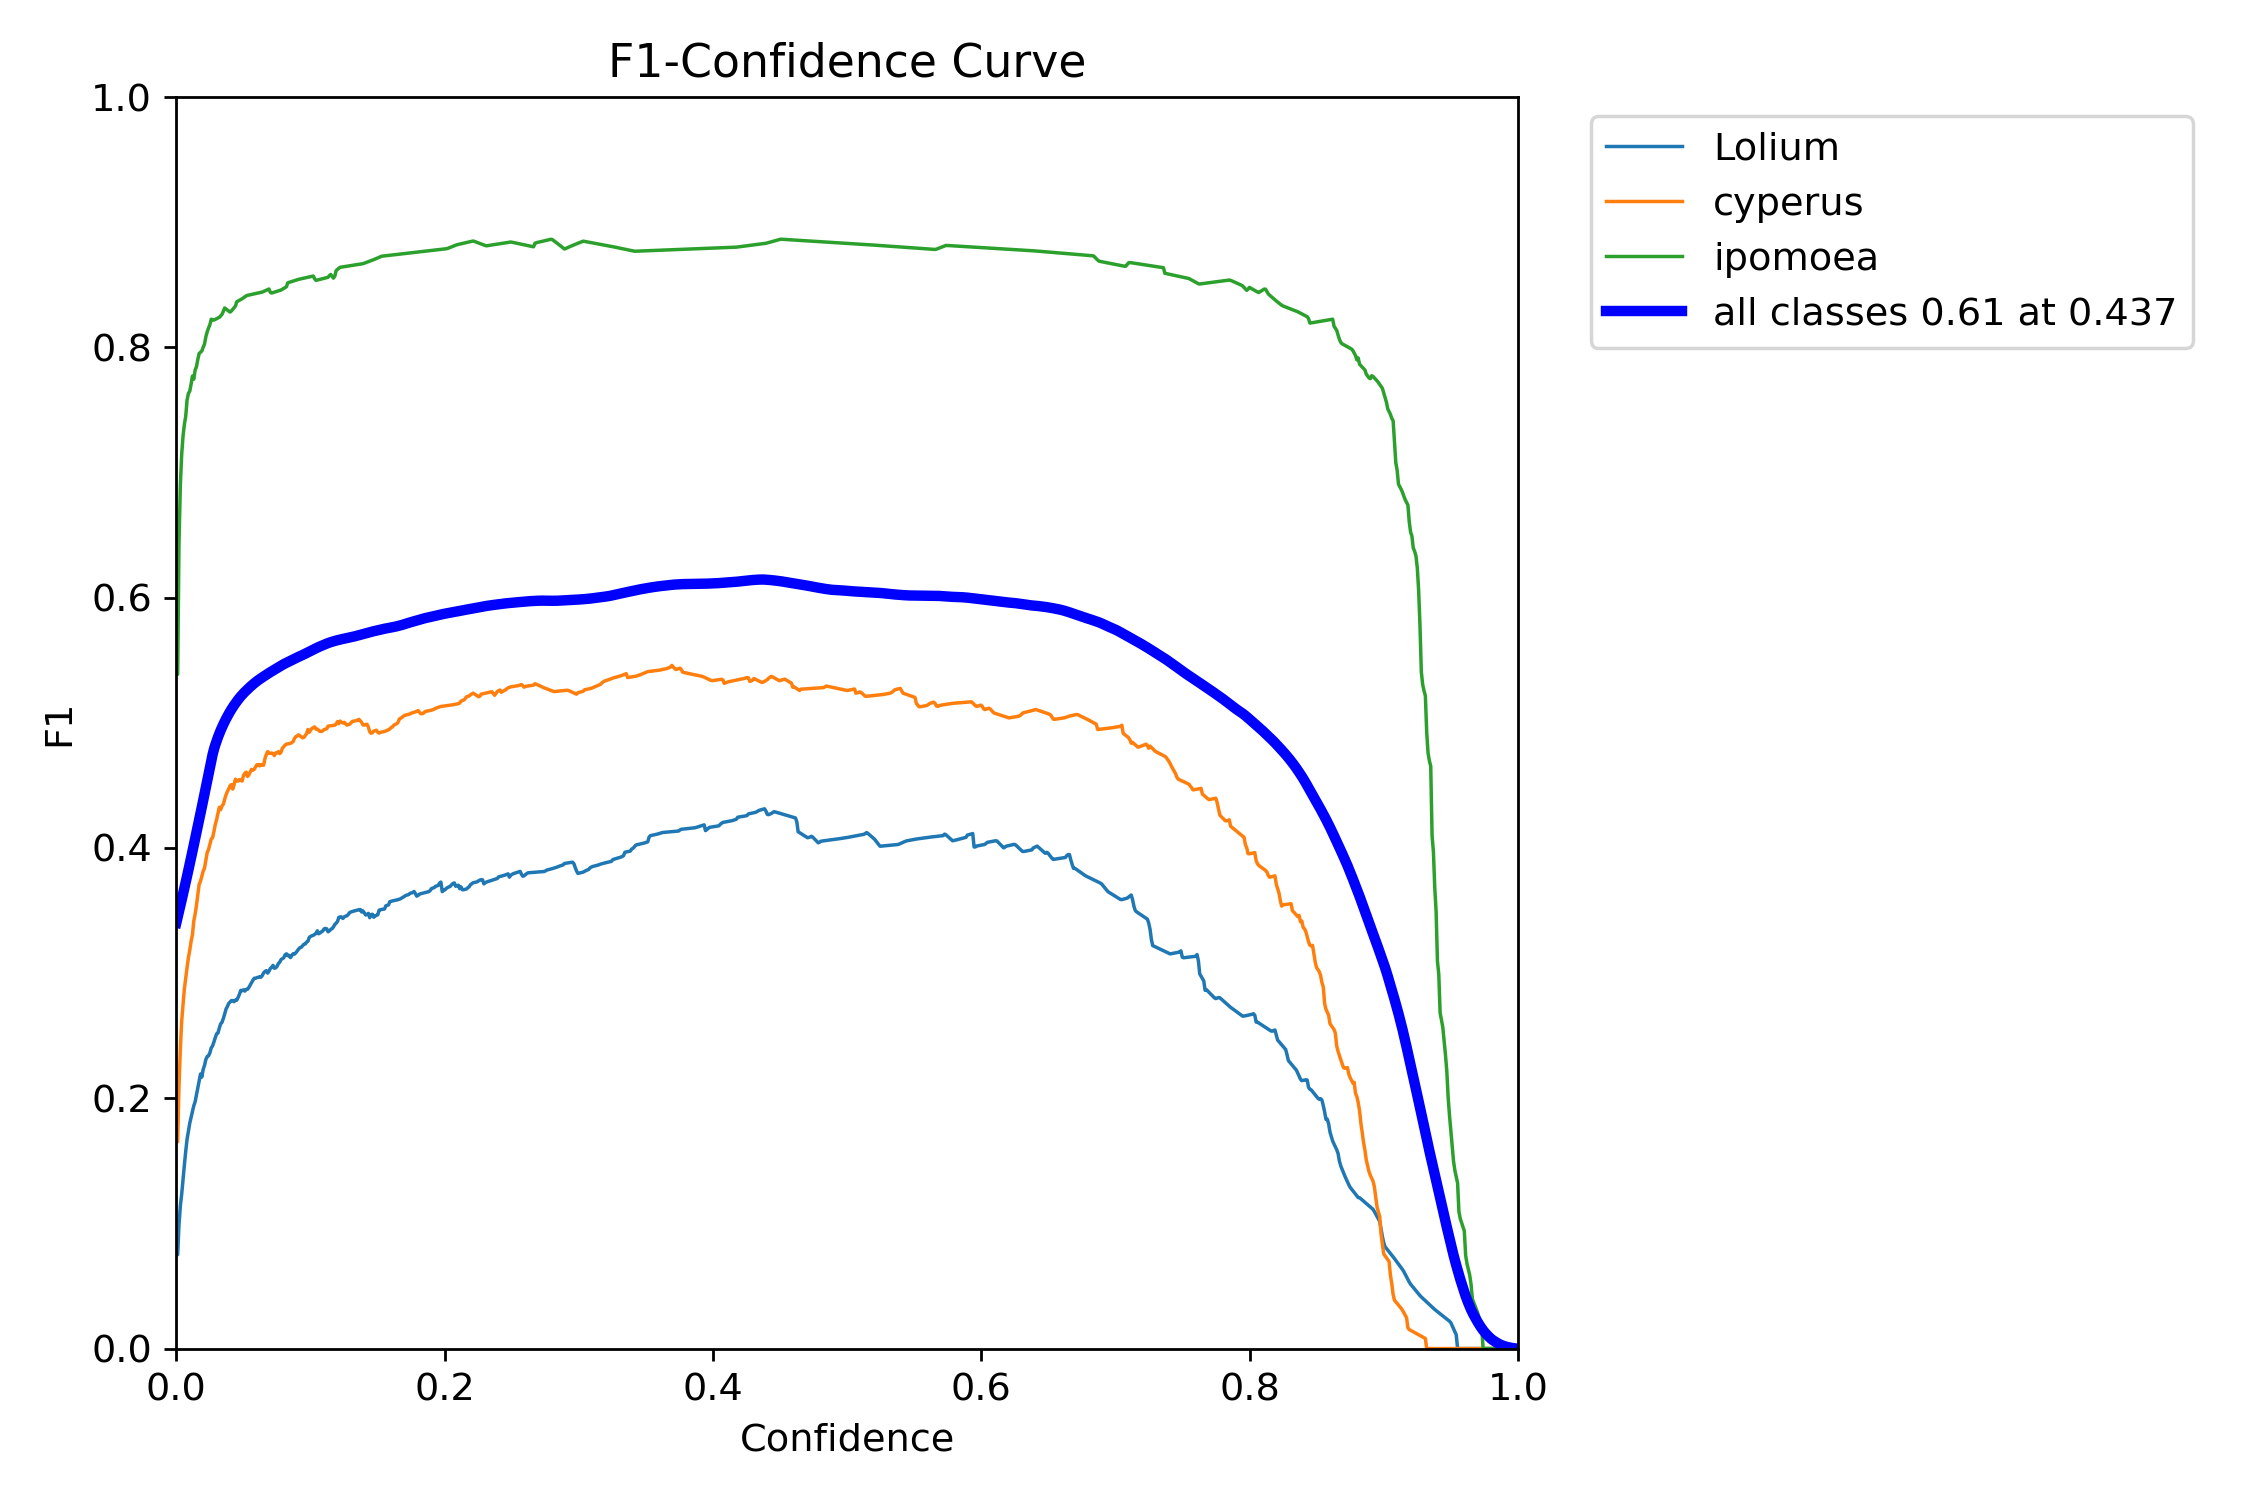 F1-Confidence Curve
1.0
0.8
0.6
0.4
0.2
0.0
F1
0.0 0.2 0.4 0.6 0.8 1.0
Confidence
Lolium
cyperus
ipomoea
all classes 0.61 at 0.437